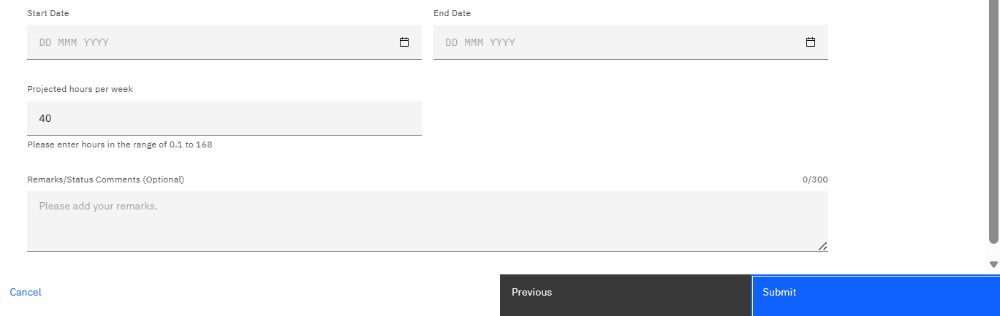 Start Date
End Date
DD MMM YYYY
DD MMM YYYY
Projected hours per week
40
Please enter hours in the range of 0.1 to 168
Remarks/Status Comments (Optional)
0/300
Please add your remarks.
Cancel
Previous
Submit